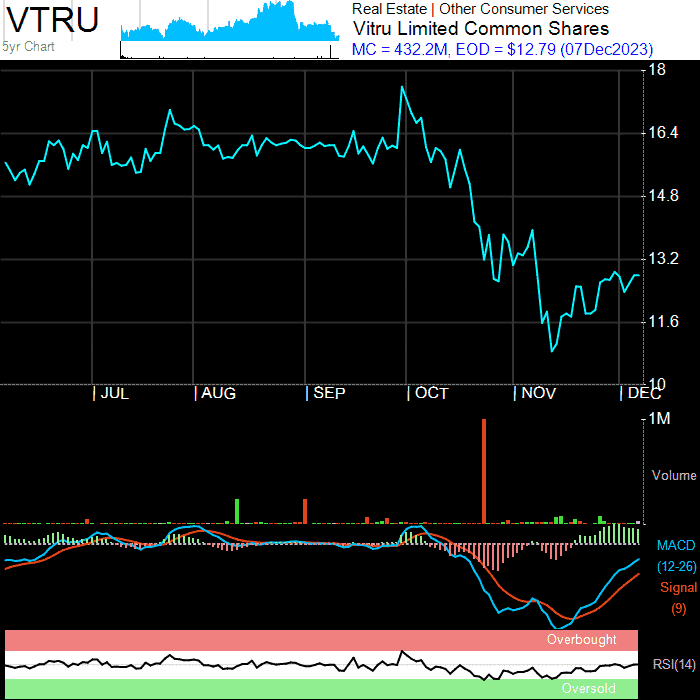 VTRU
5yr Chart
Real Estate | Other Consumer Services
Vitru Limited Common Shares
MC = 432.2M, EOD = $12.79 (07Dec2023)
18
16.4
14.8
13.2
11.6
10
JUL
AUG
SEP
OCT
NOV
DEC
1M
Volume
MACD
(12-26)
Signal
(9)
Overbought
RSI(14)
Oversold